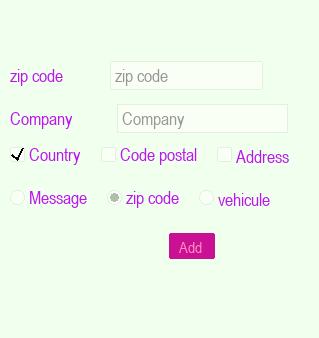 zip code zip code
Company Company
Country Code postal Address
Message zip code vehicule
Add